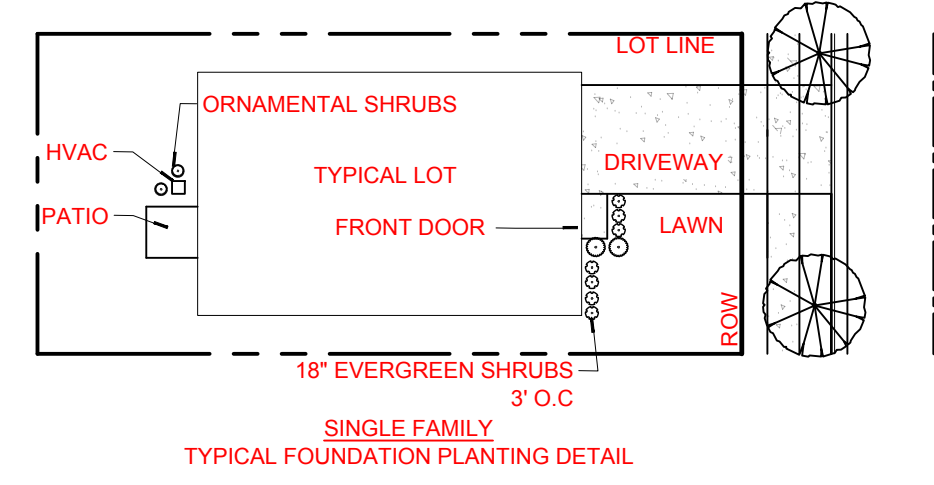 LOT LINE
ORNAMENTAL SHRUBS
HVAC
TYPICAL LOT
DRIVEWAY
PATIO
FRONT DOOR
LAWN
ROW
18" EVERGREEN SHRUBS
3' O.C
SINGLE FAMILY
TYPICAL FOUNDATION PLANTING DETAIL